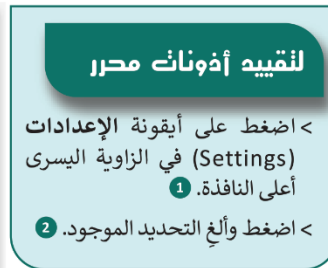 لتقييد أذونات محرر
> اضغط على أيقونة الإعدادات
(Settings) في الزاوية اليسرى
أعلى النافذة. 1
> اضغط وألغِ التحديد الموجود. 2